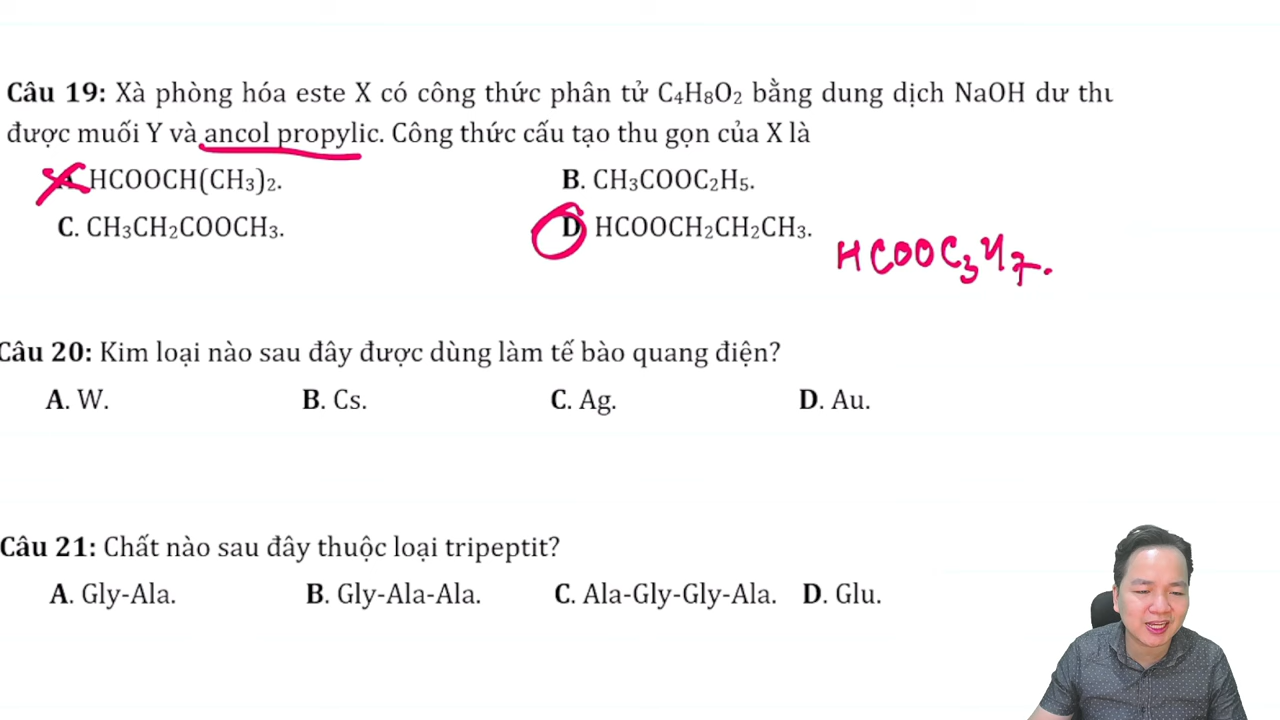 Câu 19: Xà phòng hóa este X có công thức phân tử C₄H₈O₂ bằng dung dịch NaOH dư thu
được muối Y và ancol propylic. Công thức cấu tạo thu gọn của X là
A. HCOOCH(CH₃)₂. B. CH₃COOC₂H₅.
C. CH₃CH₂COOCH₃. D. HCOOCH₂CH₂CH₃.
HCOOC₃H₇.
Câu 20: Kim loại nào sau đây được dùng làm tế bào quang điện?
A. W. B. Cs. C. Ag. D. Au.
Câu 21: Chất nào sau đây thuộc loại tripeptit?
A. Gly-Ala. B. Gly-Ala-Ala. C. Ala-Gly-Gly-Ala. D. Glu.